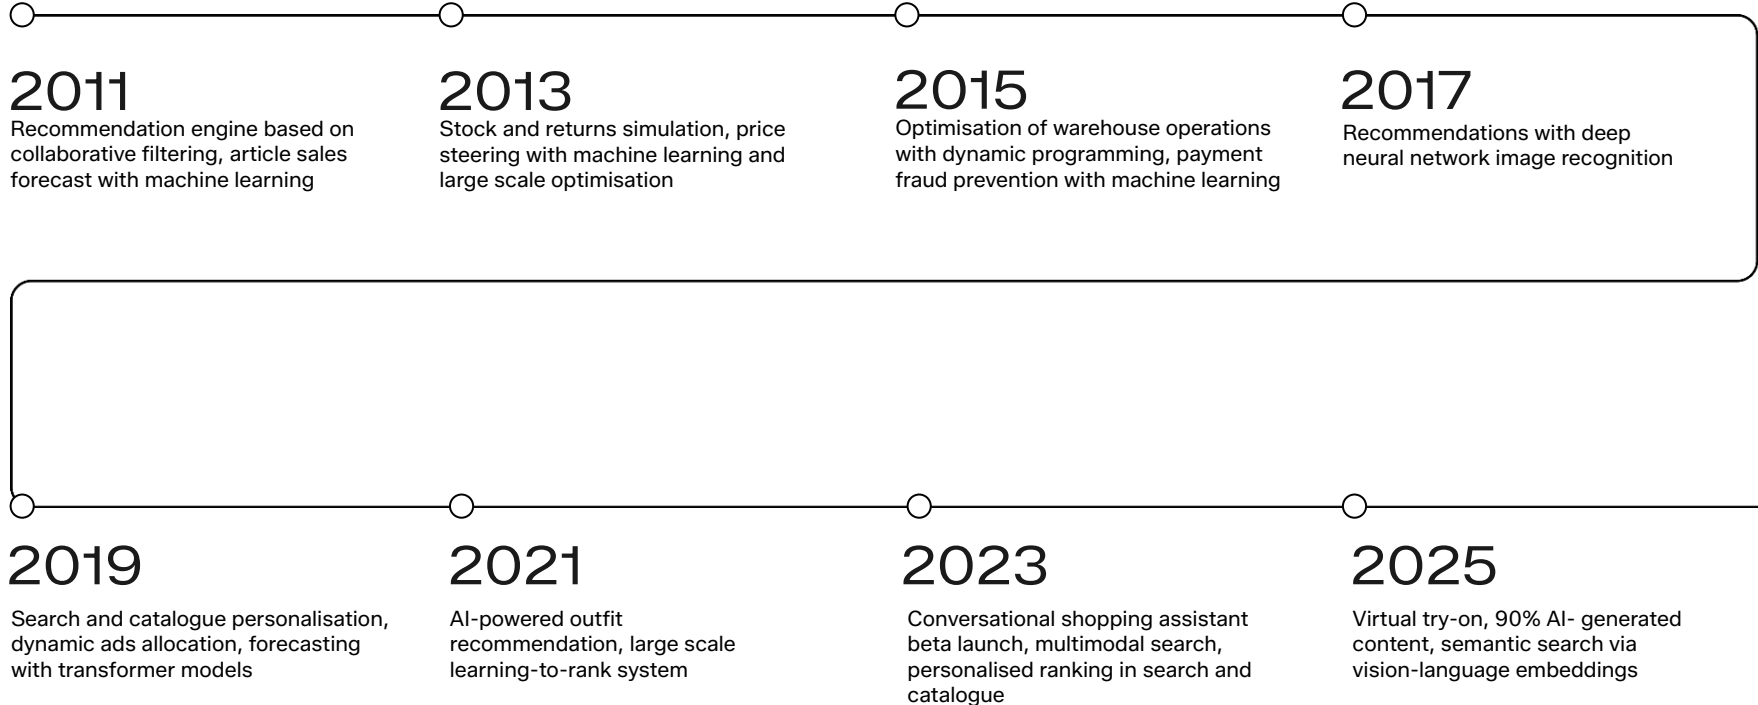 2011
Recommendation engine based on
collaborative filtering, article sales
forecast with machine learning
2013
Stock and returns simulation, price
steering with machine learning and
large scale optimisation
2015
Optimisation of warehouse operations
with dynamic programming, payment
fraud prevention with machine learning
2017
Recommendations with deep
neural network image recognition
2019
Search and catalogue personalisation,
dynamic ads allocation, forecasting
with transformer models
2021
AI-powered outfit
recommendation, large scale
learning-to-rank system
2023
Conversational shopping assistant
beta launch, multimodal search,
personalised ranking in search and
catalogue
2025
Virtual try-on, 90% AI- generated
content, semantic search via
vision-language embeddings